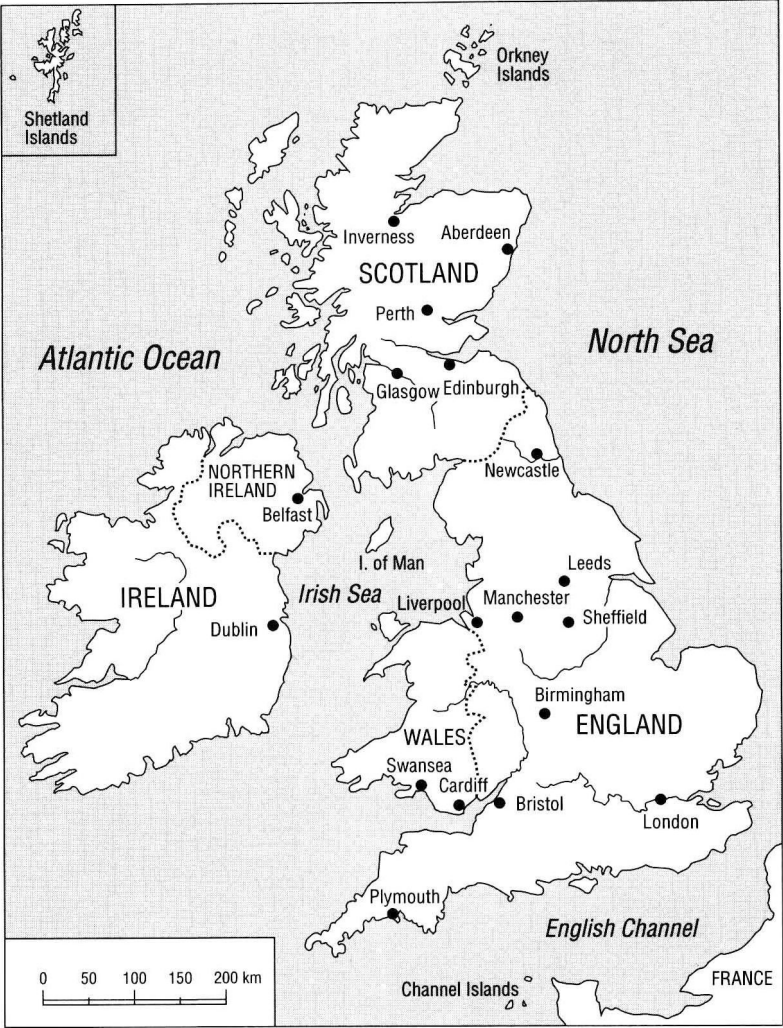 Orkney
Islands
Shetland
Islands
Inverness
Aberdeen
SCOTLAND
Perth
North Sea
Atlantic Ocean
Glasgow
Edinburgh
NORTHERN
IRELAND
Newcastle
Belfast
I. of Man
Leeds
IRELAND
Irish Sea
Liverpool
Manchester
Sheffield
Dublin
Birmingham
ENGLAND
WALES
Swansea
Cardiff
Bristol
London
Plymouth
English Channel
0 50 100 150 200 km
Channel Islands
FRANCE